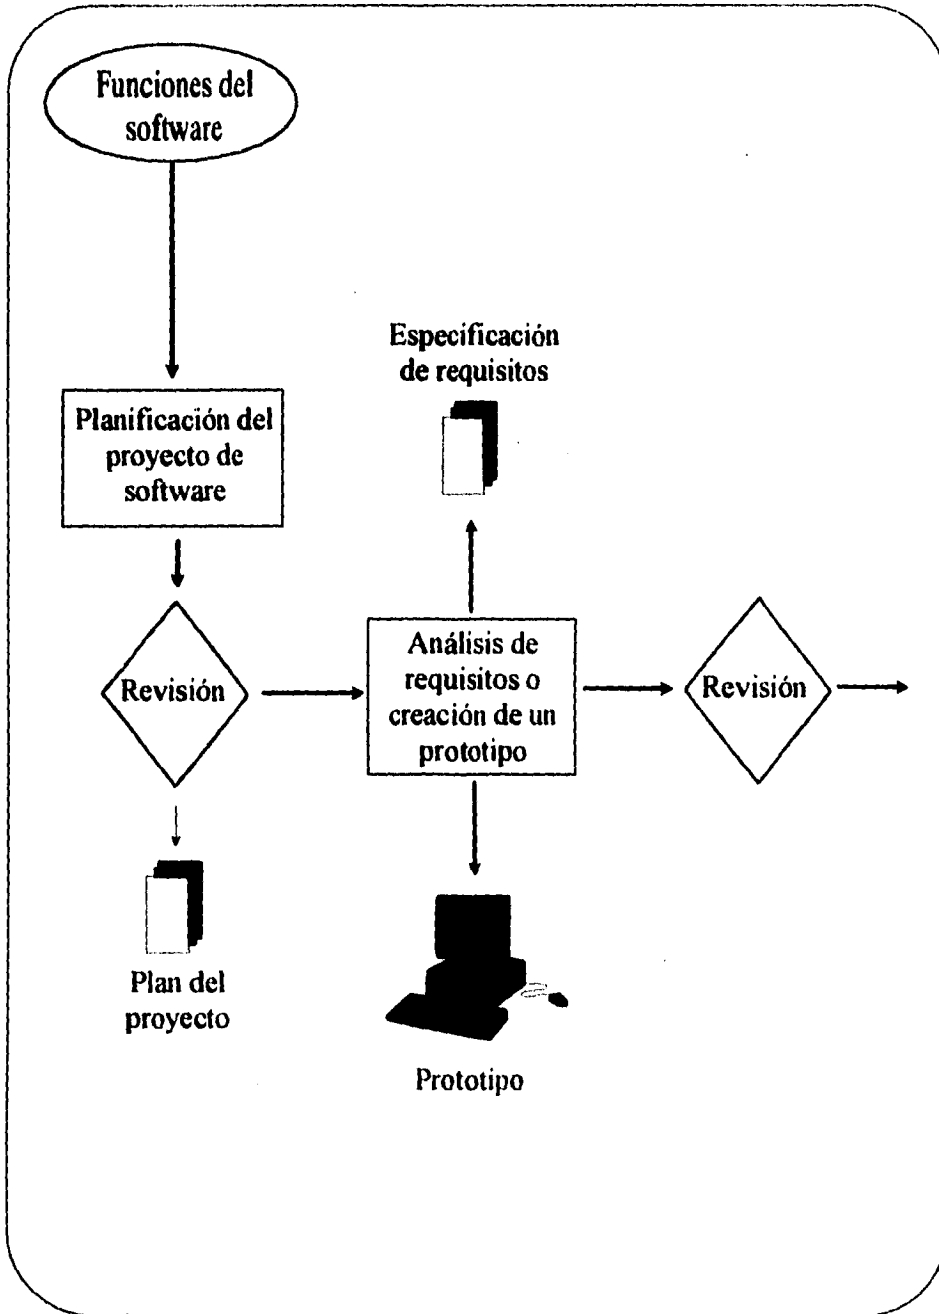 Funciones del
software
Planificación del
proyecto de
software
Revisión
Plan del
proyecto
Especificación
de requisitos
Análisis de
requisitos o
creación de un
prototipo
Prototipo
Revisión